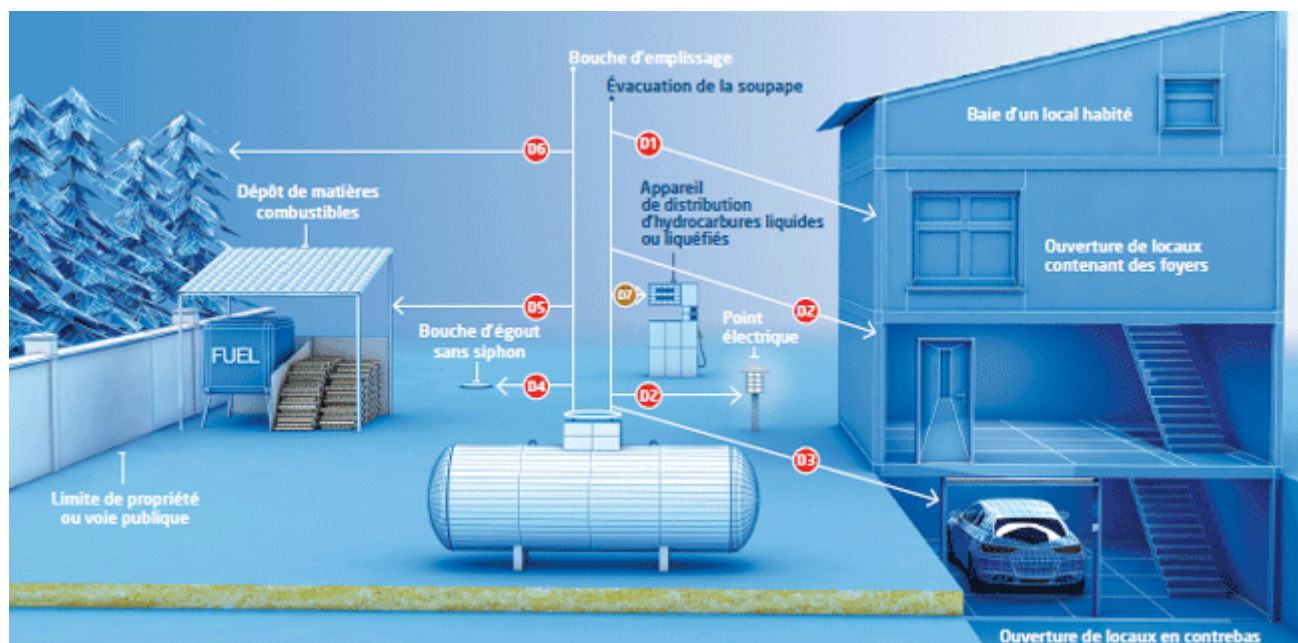 Bouche d'emplissage
Évacuation de la soupape
Baie d'un local habité
D6
D1
Dépôt de matières
combustibles
Appareil
de distribution
d'hydrocarbures liquides
ou liquéfiés
Ouverture de locaux
contenant des foyers
D7
D5
D2
Bouche d'égout
sans siphon
Point
électrique
FUEL
D4
D2
D3
Limite de propriété
ou voie publique
Ouverture de locaux en contrebas